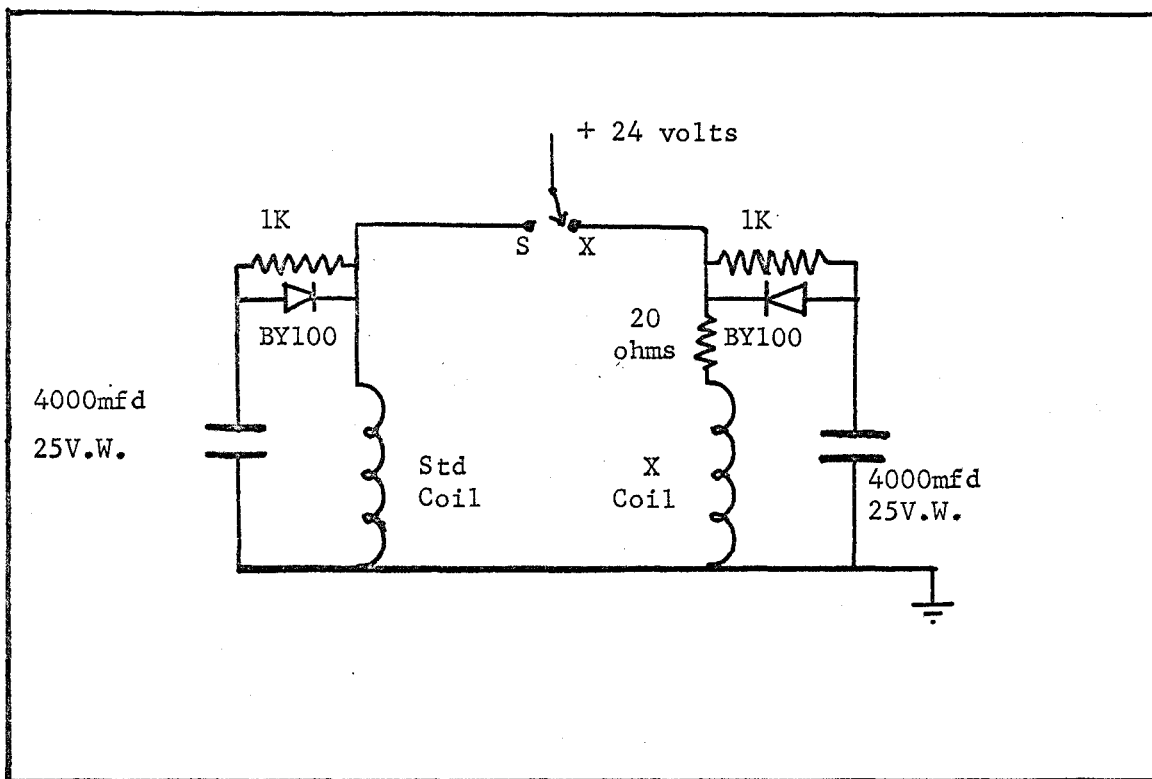 + 24 volts
1K
S
X
1K
BY100
20
ohms
BY100
4000mfd
25V.W.
Std
Coil
X
Coil
4000mfd
25V.W.